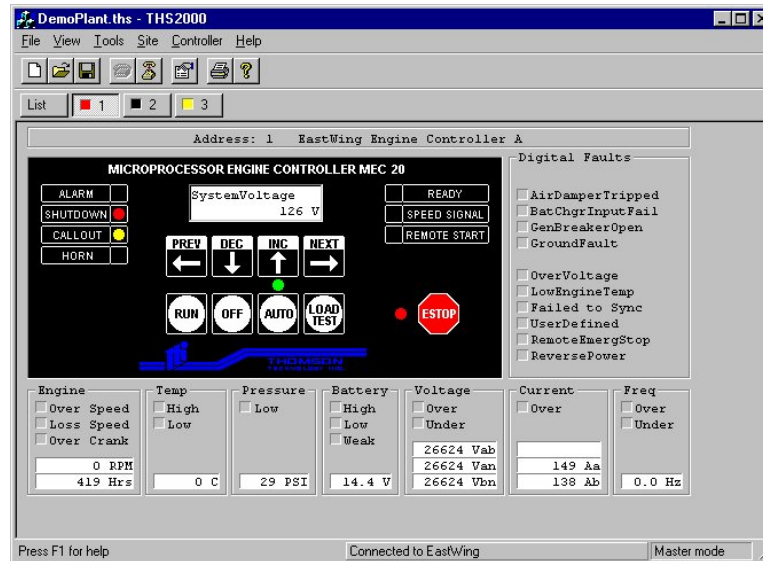 DemoPlant.ths - THS2000
File View Tools Site Controller Help
List 1 2 3
Address: 1 EastWing Engine Controller A
MICROPROCESSOR ENGINE CONTROLLER MEC 20
ALARM
SHUTDOWN
CALLOUT
HORN
SystemVoltage
126 V
READY
SPEED SIGNAL
REMOTE START
PREV DEC INC NEXT
RUN OFF AUTO LOAD TEST ESTOP
THOMSON
TECHNOLOGY INC.
Digital Faults
AirDamperTripped
BatChgrInputFail
GenBreakerOpen
GroundFault
OverVoltage
LowEngineTemp
Failed to Sync
UserDefined
RemoteEmergStop
ReversePower
Engine
Over Speed
Loss Speed
Over Crank
0 RPM
419 Hrs
Temp
High
Low
0 C
Pressure
Low
29 PSI
Battery
High
Low
Weak
14.4 V
Voltage
Over
Under
26624 Vab
26624 Van
26624 Vbn
Current
Over
149 Aa
138 Ab
Freq
Over
Under
0.0 Hz
Press F1 for help
Connected to EastWing
Master mode